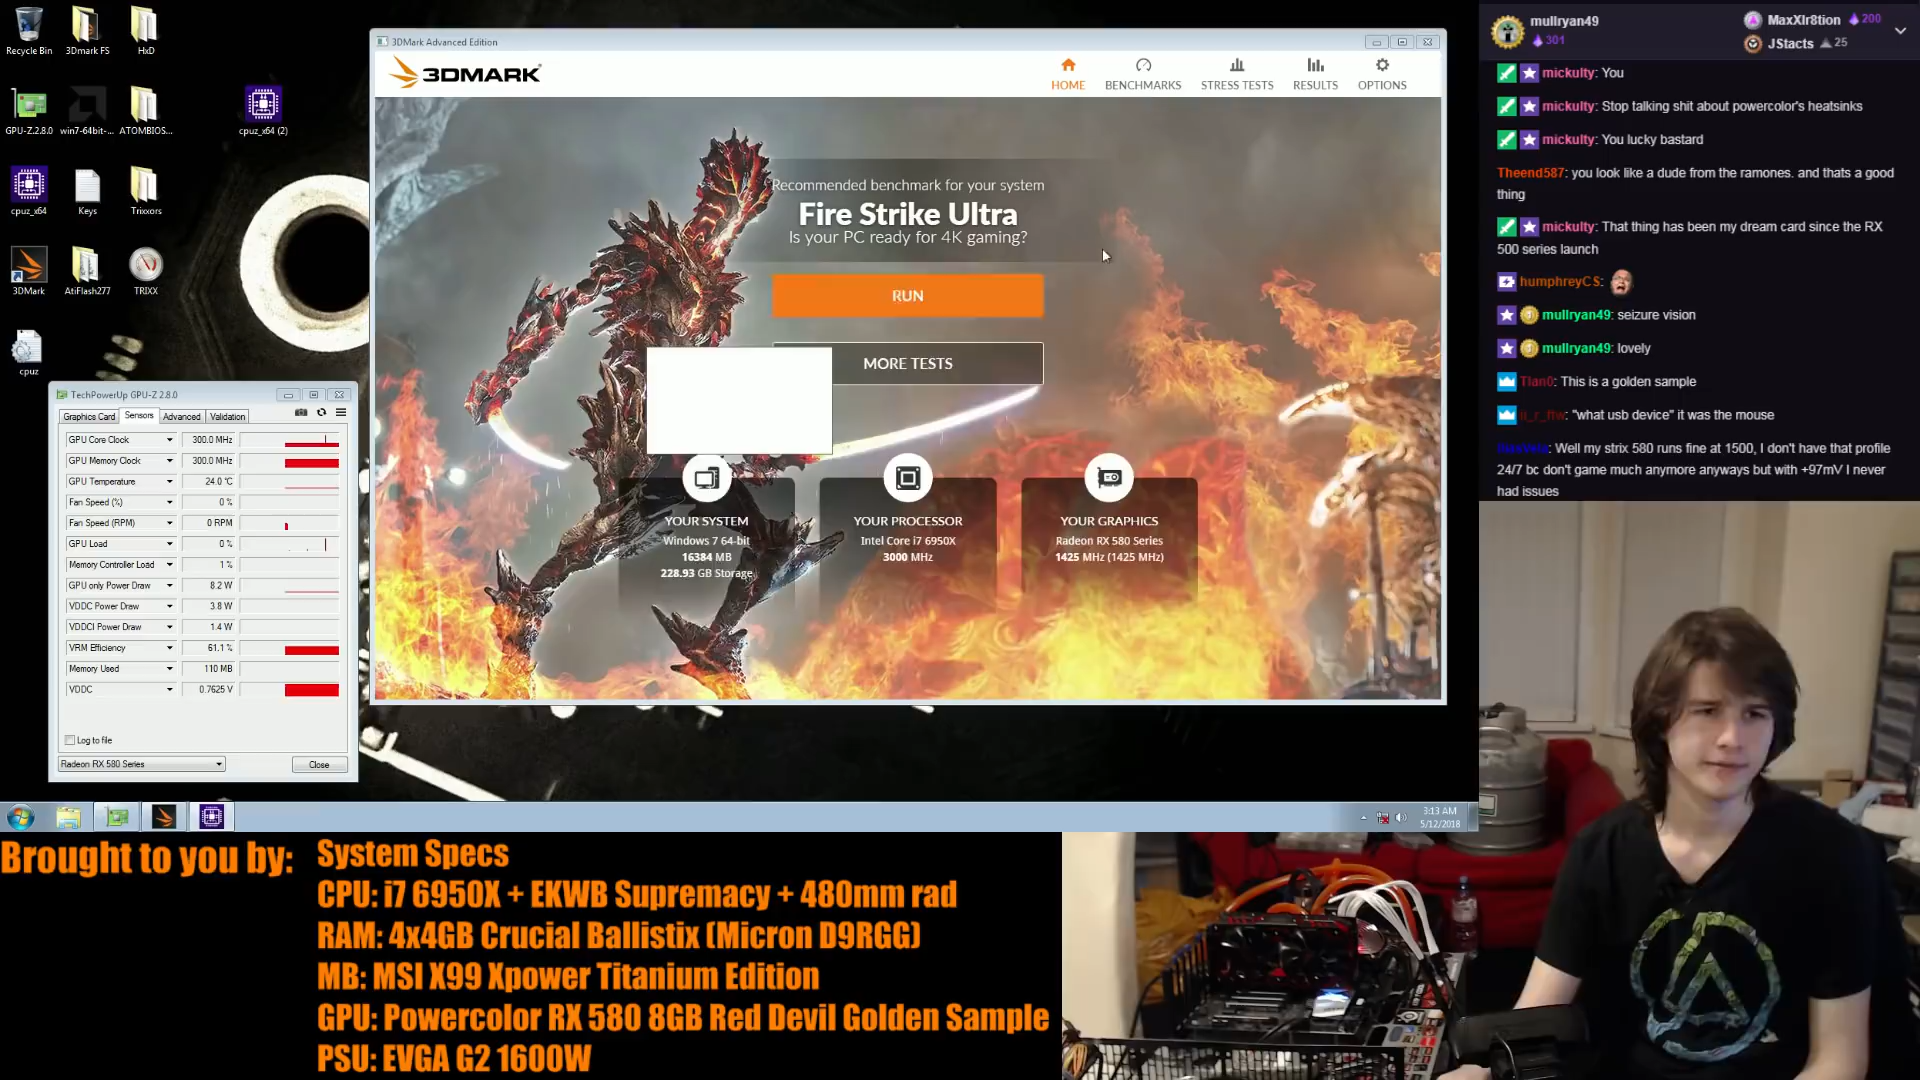 Recycle Bin
3Dmark FS
HxD
GPU-Z.2.8.0
win7-64bit-...
ATOMBIOS...
cpuz_x64 (2)
cpuz_x64
Keys
Trixxors
3DMark
AtiFlash277
TRIXX
cpuz
TechPowerUp GPU-Z 2.8.0
Graphics Card
Sensors
Advanced
Validation
GPU Core Clock 300.0 MHz
GPU Memory Clock 300.0 MHz
GPU Temperature 24.0 °C
Fan Speed (%) 0 %
Fan Speed (RPM) 0 RPM
GPU Load 0 %
Memory Controller Load 1 %
GPU only Power Draw 8.2 W
VDDC Power Draw 3.8 W
VDDCI Power Draw 1.4 W
VRM Efficiency 61.1 %
Memory Used 110 MB
VDDC 0.7625 V
Log to file
Radeon RX 580 Series
Close
3DMark Advanced Edition
3DMARK
HOME
BENCHMARKS
STRESS TESTS
RESULTS
OPTIONS
Recommended benchmark for your system
Fire Strike Ultra
Is your PC ready for 4K gaming?
RUN
MORE TESTS
YOUR SYSTEM
Windows 7 64-bit
16384 MB
228.93 GB Storage
YOUR PROCESSOR
Intel Core i7 6950X
3000 MHz
YOUR GRAPHICS
Radeon RX 580 Series
1425 MHz (1425 MHz)
3:13 AM
5/12/2018
mullryan49
301
MaxXlr8tion 200
JStacts 25
mickulty: You
mickulty: Stop talking shit about powercolor's heatsinks
mickulty: You lucky bastard
Theend587: you look like a dude from the ramones. and thats a good
thing
mickulty: That thing has been my dream card since the RX
500 series launch
humphreyCS:
mullryan49: seizure vision
mullryan49: lovely
Tlan0: This is a golden sample
"what usb device" it was the mouse
Well my strix 580 runs fine at 1500, I don't have that profile
24/7 bc don't game much anymore anyways but with +97mV I never
had issues
Brought to you by:
System Specs
CPU: i7 6950X + EKWB Supremacy + 480mm rad
RAM: 4x4GB Crucial Ballistix (Micron D9RGG)
MB: MSI X99 Xpower Titanium Edition
GPU: Powercolor RX 580 8GB Red Devil Golden Sample
PSU: EVGA G2 1600W